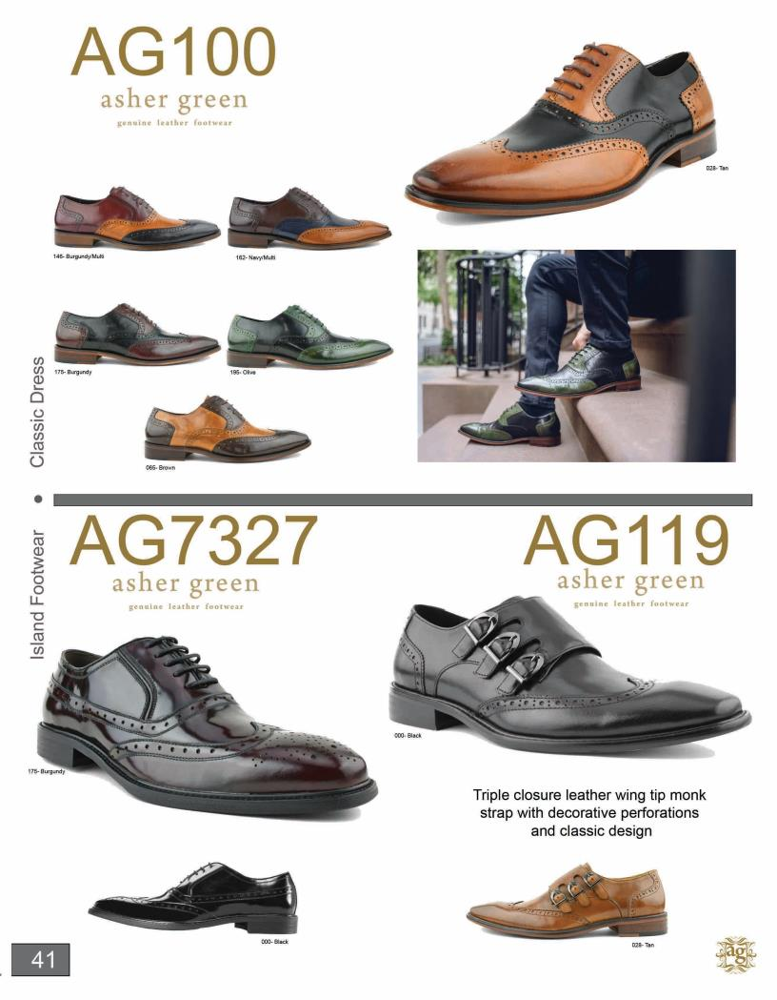 AG100
asher green
genuine leather footwear
028- Tan
146- Burgundy/Multi
162- Navy/Multi
175- Burgundy
195- Olive
065- Brown
Classic Dress
Island Footwear
AG7327
asher green
genuine leather footwear
175- Burgundy
000- Black
AG119
asher green
genuine leather footwear
000- Black
Triple closure leather wing tip monk
strap with decorative perforations
and classic design
028- Tan
41
ag